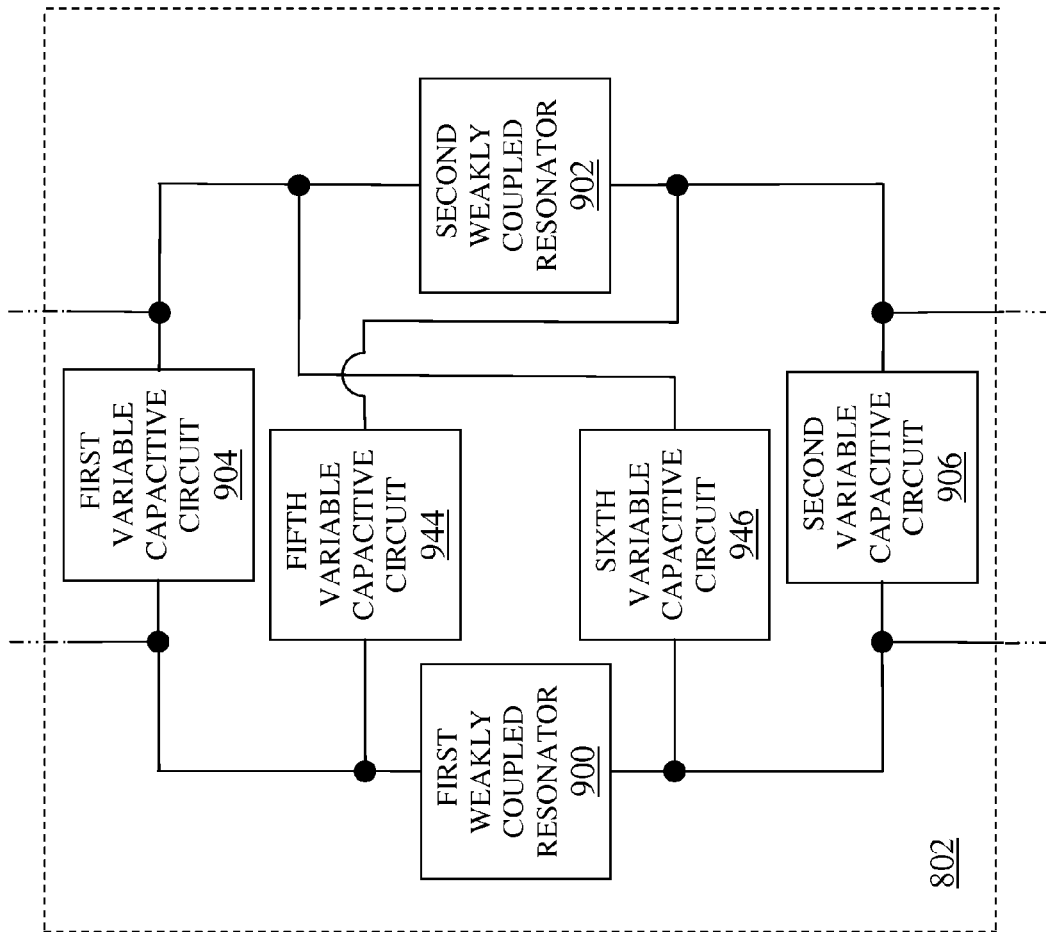 FIRST
VARIABLE
CAPACITIVE
CIRCUIT
904
SECOND
WEAKLY
COUPLED
RESONATOR
902
FIFTH
VARIABLE
CAPACITIVE
CIRCUIT
944
SIXTH
VARIABLE
CAPACITIVE
CIRCUIT
946
FIRST
WEAKLY
COUPLED
RESONATOR
900
SECOND
VARIABLE
CAPACITIVE
CIRCUIT
906
802